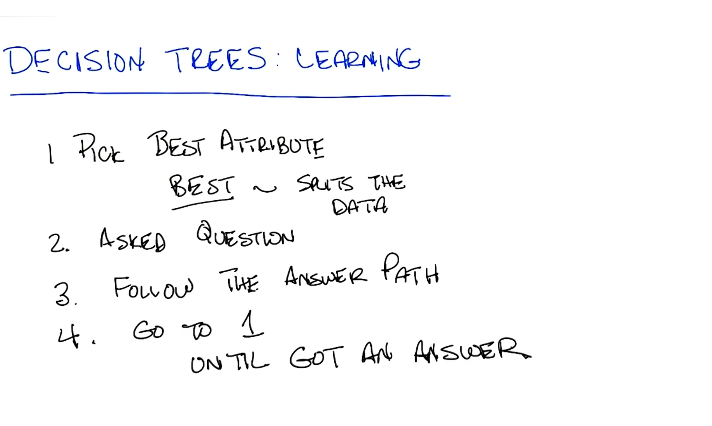 DECISION TREES: LEARNING
1 PICK BEST ATTRIBUTE
BEST ~ SPLITS THE
DATA
2. ASKED QUESTION
3. FOLLOW THE ANSWER PATH
4. GO TO 1
UNTIL GOT AN ANSWER